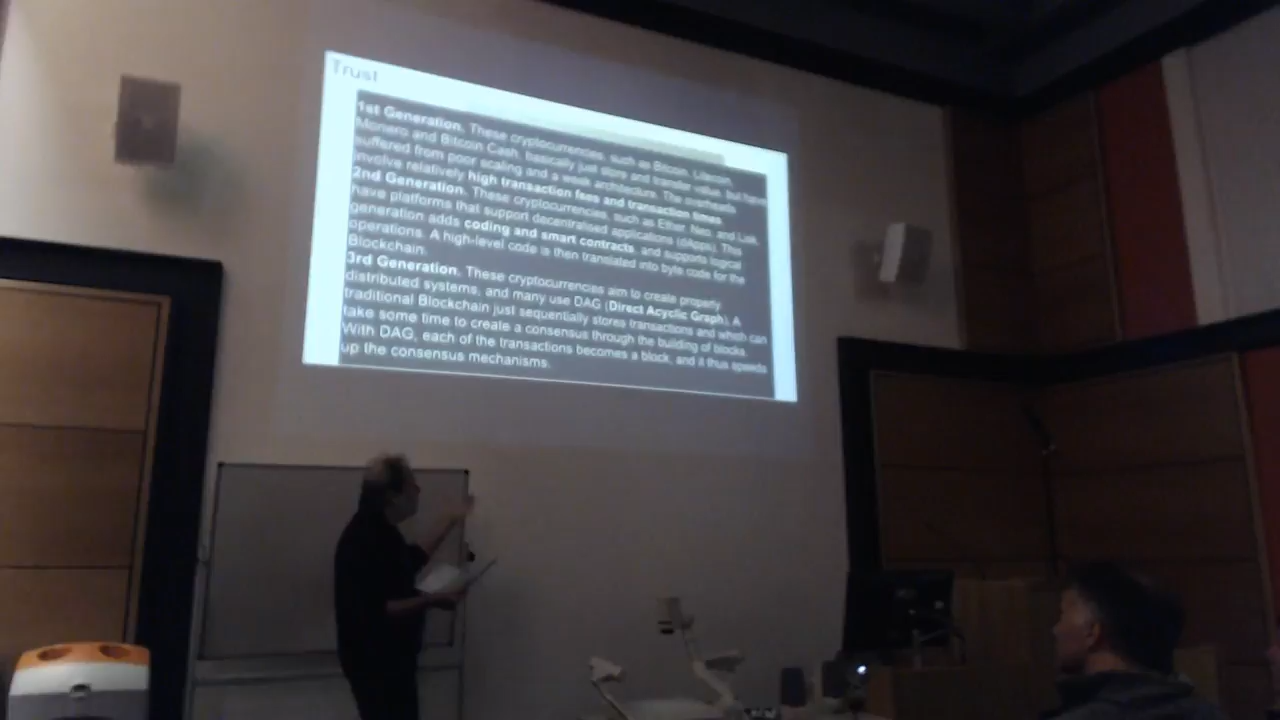 Trust
1st Generation. These cryptocurrencies, such as Bitcoin, Litecoin,
Monero and Bitcoin Cash, basically just store and transfer value, but have
suffered from poor scaling and a weak architecture. The overheads
involve relatively high transaction fees and transaction times.
2nd Generation. These cryptocurrencies, such as Ether, Neo, and Lisk,
have platforms that support decentralised applications (dApps). This
generation adds coding and smart contracts, and supports logical
operations. A high-level code is then translated into byte code for the
Blockchain.
3rd Generation. These cryptocurrencies aim to create properly
distributed systems, and many use DAG (Direct Acyclic Graph). A
traditional Blockchain just sequentially stores transactions and which can
take some time to create a consensus through the building of blocks.
With DAG, each of the transactions becomes a block, and it thus speeds
up the consensus mechanisms.